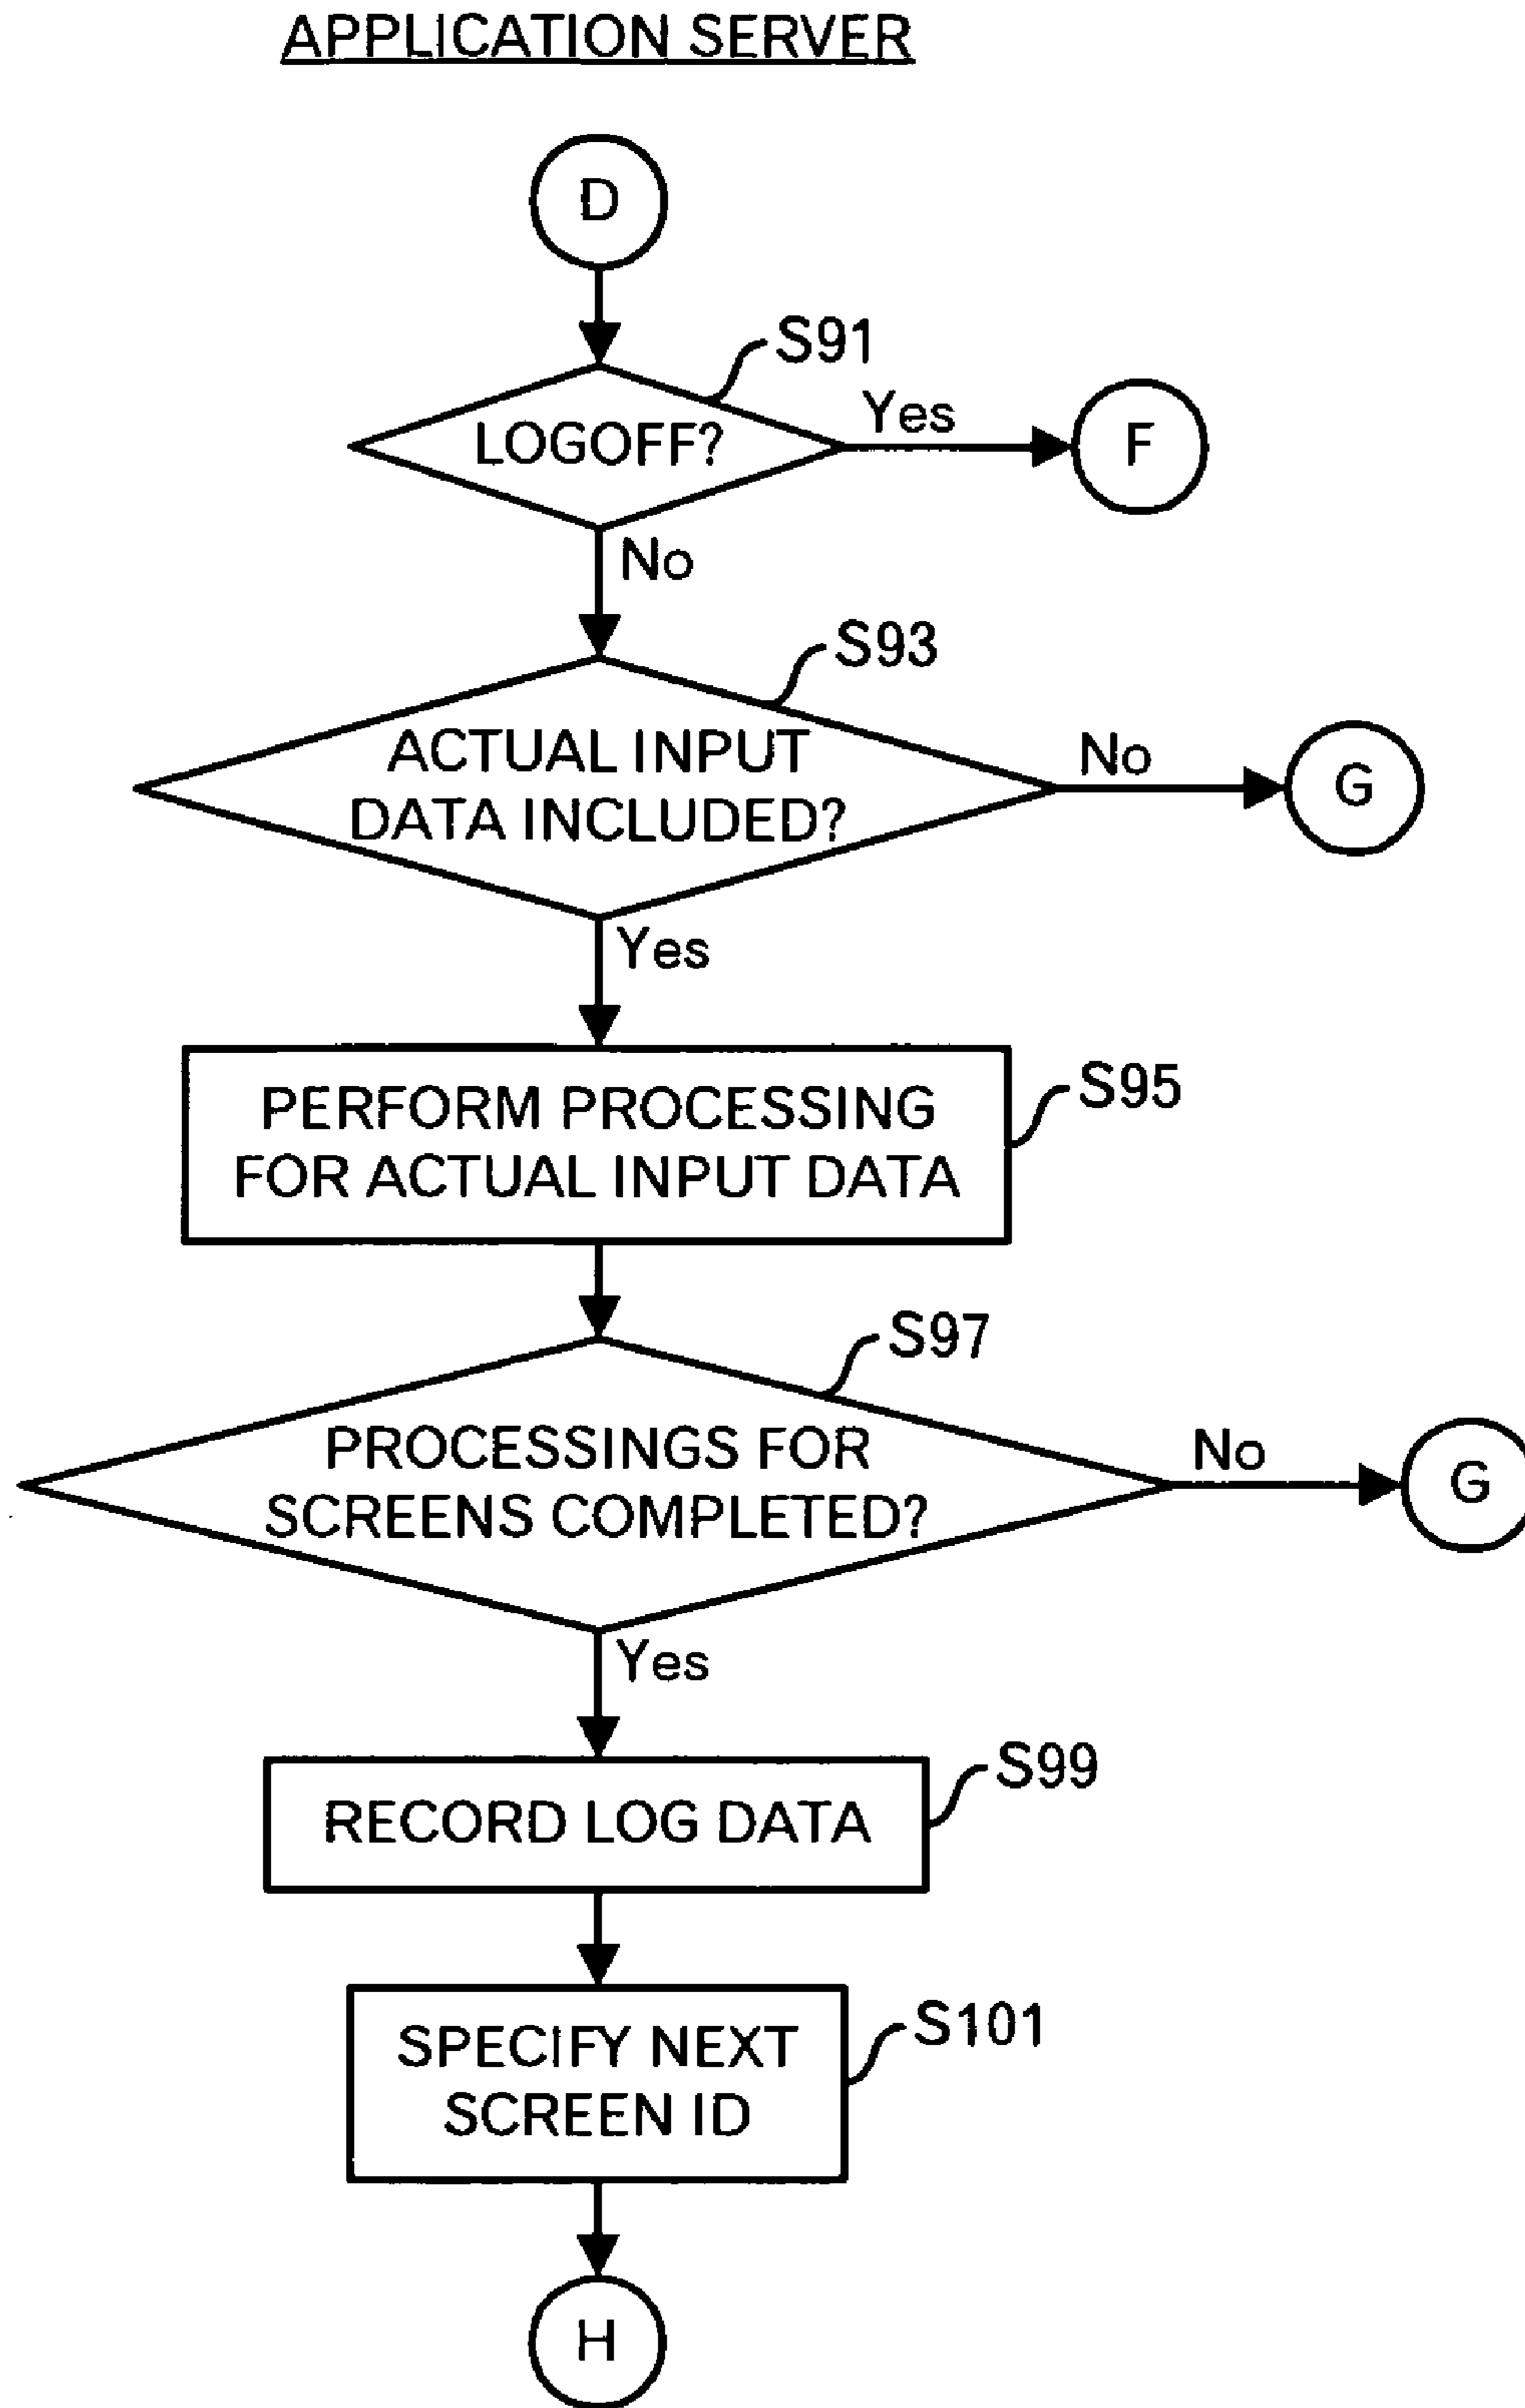 APPLICATION SERVER
D
S91
LOGOFF?
Yes
F
No
S93
ACTUAL INPUT
DATA INCLUDED?
No
G
Yes
S95
PERFORM PROCESSING
FOR ACTUAL INPUT DATA
S97
PROCESSINGS FOR
SCREENS COMPLETED?
No
G
Yes
S99
RECORD LOG DATA
S101
SPECIFY NEXT
SCREEN ID
H